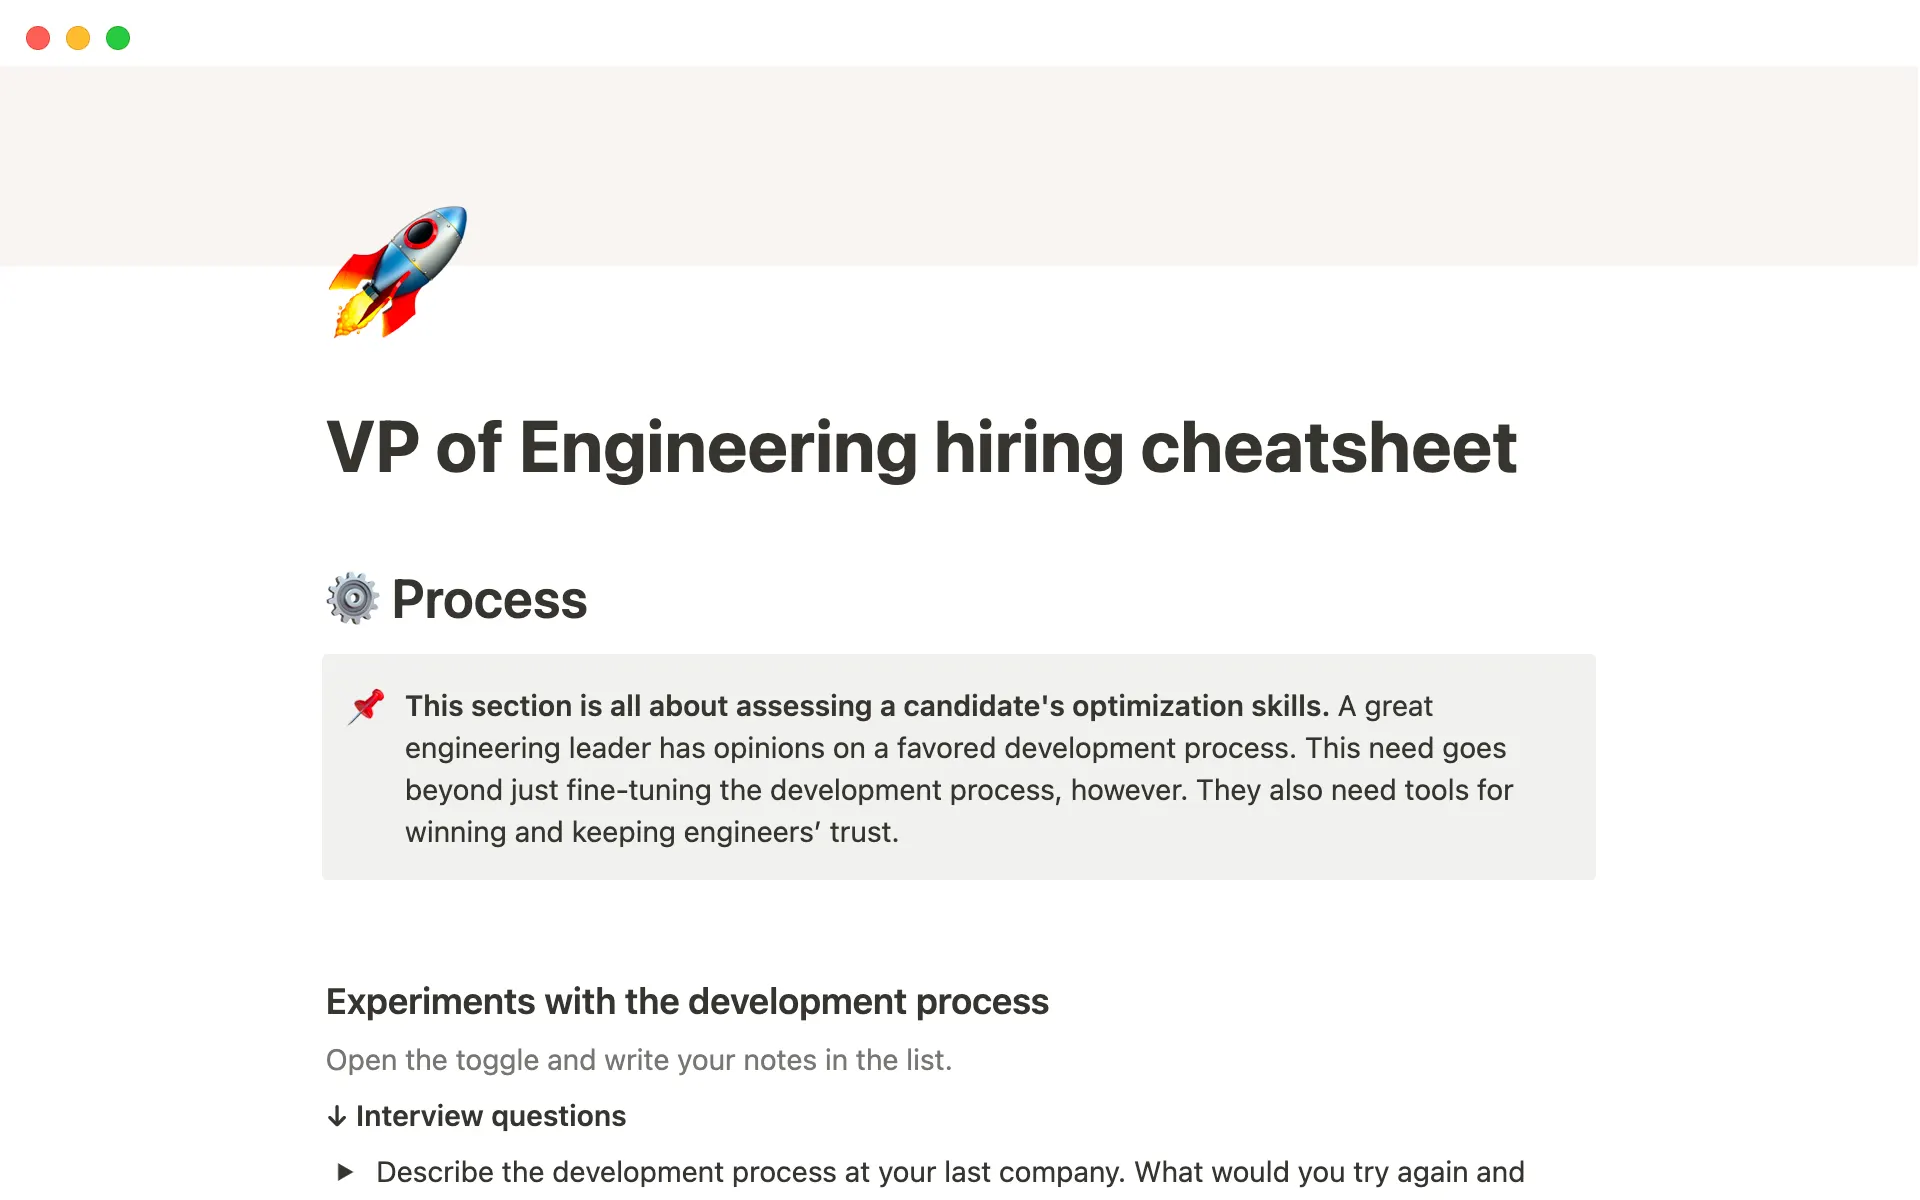 VP of Engineering hiring cheatsheet
Process
This section is all about assessing a candidate's optimization skills. A great
engineering leader has opinions on a favored development process. This need goes
beyond just fine-tuning the development process, however. They also need tools for
winning and keeping engineers’ trust.
Experiments with the development process
Open the toggle and write your notes in the list.
↓ Interview questions
Describe the development process at your last company. What would you try again and